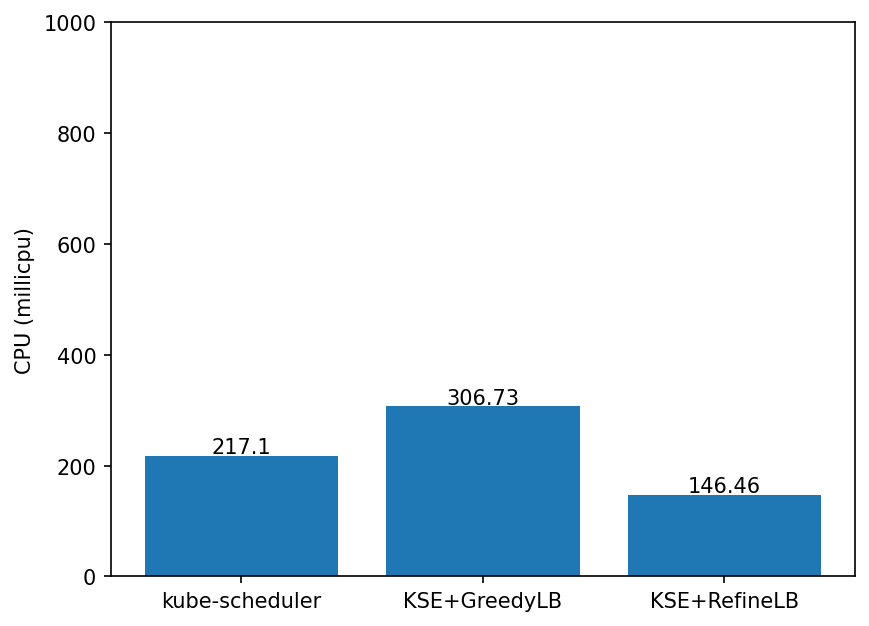 1000
800
600
400
200
0
CPU (millicpu)
217.1
306.73
146.46
kube-scheduler
KSE+GreedyLB
KSE+RefineLB